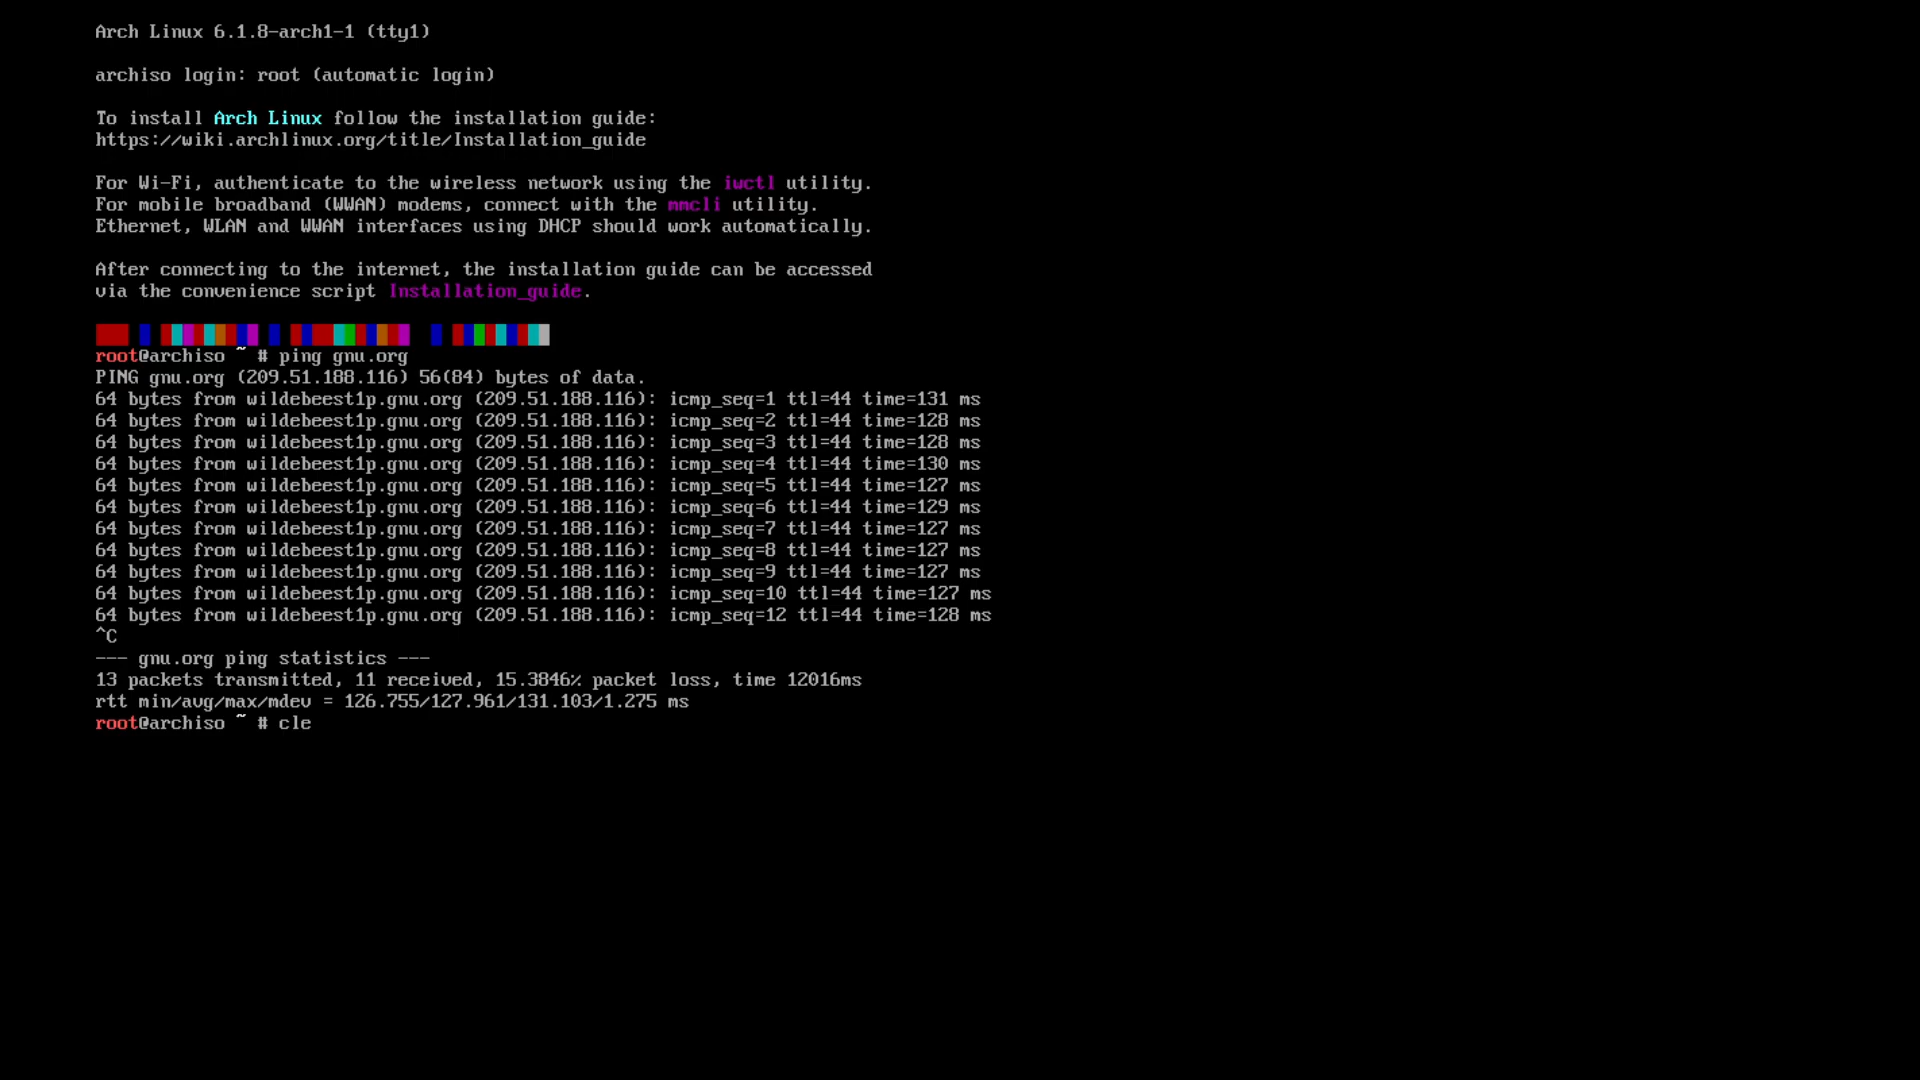 Arch Linux 6.1.8-arch1-1 (tty1)
archiso login: root (automatic login)
To install Arch Linux follow the installation guide:
https://wiki.archlinux.org/title/Installation_guide
For Wi-Fi, authenticate to the wireless network using the iwctl utility.
For mobile broadband (WWAN) modems, connect with the mmcli utility.
Ethernet, WLAN and WWAN interfaces using DHCP should work automatically.
After connecting to the internet, the installation guide can be accessed
via the convenience script Installation_guide.
root@archiso ~ # ping gnu.org
PING gnu.org (209.51.188.116) 56(84) bytes of data.
64 bytes from wildebeest1p.gnu.org (209.51.188.116): icmp_seq=1 ttl=44 time=131 ms
64 bytes from wildebeest1p.gnu.org (209.51.188.116): icmp_seq=2 ttl=44 time=128 ms
64 bytes from wildebeest1p.gnu.org (209.51.188.116): icmp_seq=3 ttl=44 time=128 ms
64 bytes from wildebeest1p.gnu.org (209.51.188.116): icmp_seq=4 ttl=44 time=130 ms
64 bytes from wildebeest1p.gnu.org (209.51.188.116): icmp_seq=5 ttl=44 time=127 ms
64 bytes from wildebeest1p.gnu.org (209.51.188.116): icmp_seq=6 ttl=44 time=129 ms
64 bytes from wildebeest1p.gnu.org (209.51.188.116): icmp_seq=7 ttl=44 time=127 ms
64 bytes from wildebeest1p.gnu.org (209.51.188.116): icmp_seq=8 ttl=44 time=127 ms
64 bytes from wildebeest1p.gnu.org (209.51.188.116): icmp_seq=9 ttl=44 time=127 ms
64 bytes from wildebeest1p.gnu.org (209.51.188.116): icmp_seq=10 ttl=44 time=127 ms
64 bytes from wildebeest1p.gnu.org (209.51.188.116): icmp_seq=12 ttl=44 time=128 ms
^C
--- gnu.org ping statistics ---
13 packets transmitted, 11 received, 15.3846% packet loss, time 12016ms
rtt min/avg/max/mdev = 126.755/127.961/131.103/1.275 ms
root@archiso ~ # cle